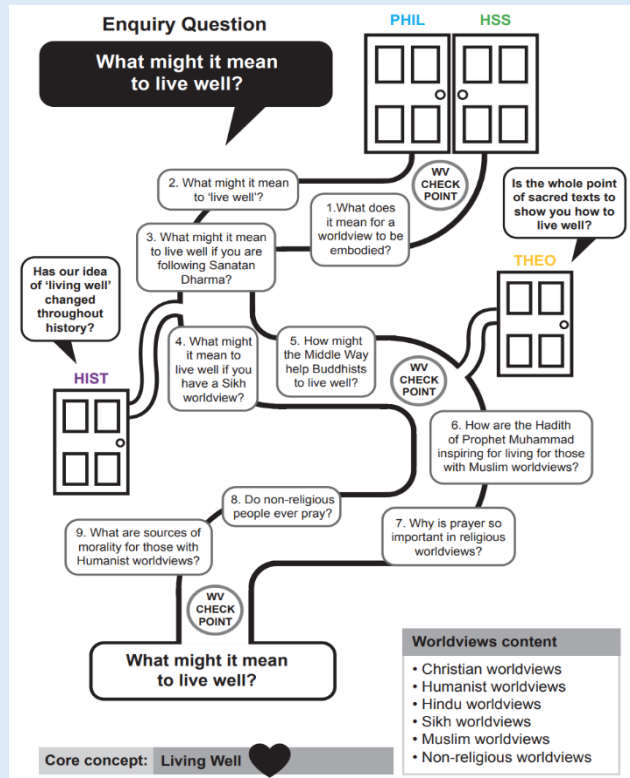 Enquiry Question
What might it mean
to live well?
PHIL
HSS
WV
CHECK
POINT
2. What might it mean
to ‘live well’?
1.What does
it mean for a
worldview to be
embodied?
Is the whole point
of sacred texts to
show you how to
live well?
3. What might it mean
to live well if you are
following Sanatan
Dharma?
THEO
Has our idea
of ‘living well’
changed
throughout
history?
HIST
4. What might
it mean to
live well if you
have a Sikh
worldview?
5. How might
the Middle Way
help Buddhists
to live well?
WV
CHECK
POINT
6. How are the Hadith
of Prophet Muhammad
inspiring for living for those
with Muslim worldviews?
8. Do non-religious
people ever pray?
7. Why is prayer so
important in religious
worldviews?
9. What are sources of
morality for those with
Humanist worldviews?
WV
CHECK
POINT
What might it mean
to live well?
Worldviews content
• Christian worldviews
• Humanist worldviews
• Hindu worldviews
• Sikh worldviews
• Muslim worldviews
• Non-religious worldviews
Core concept: Living Well